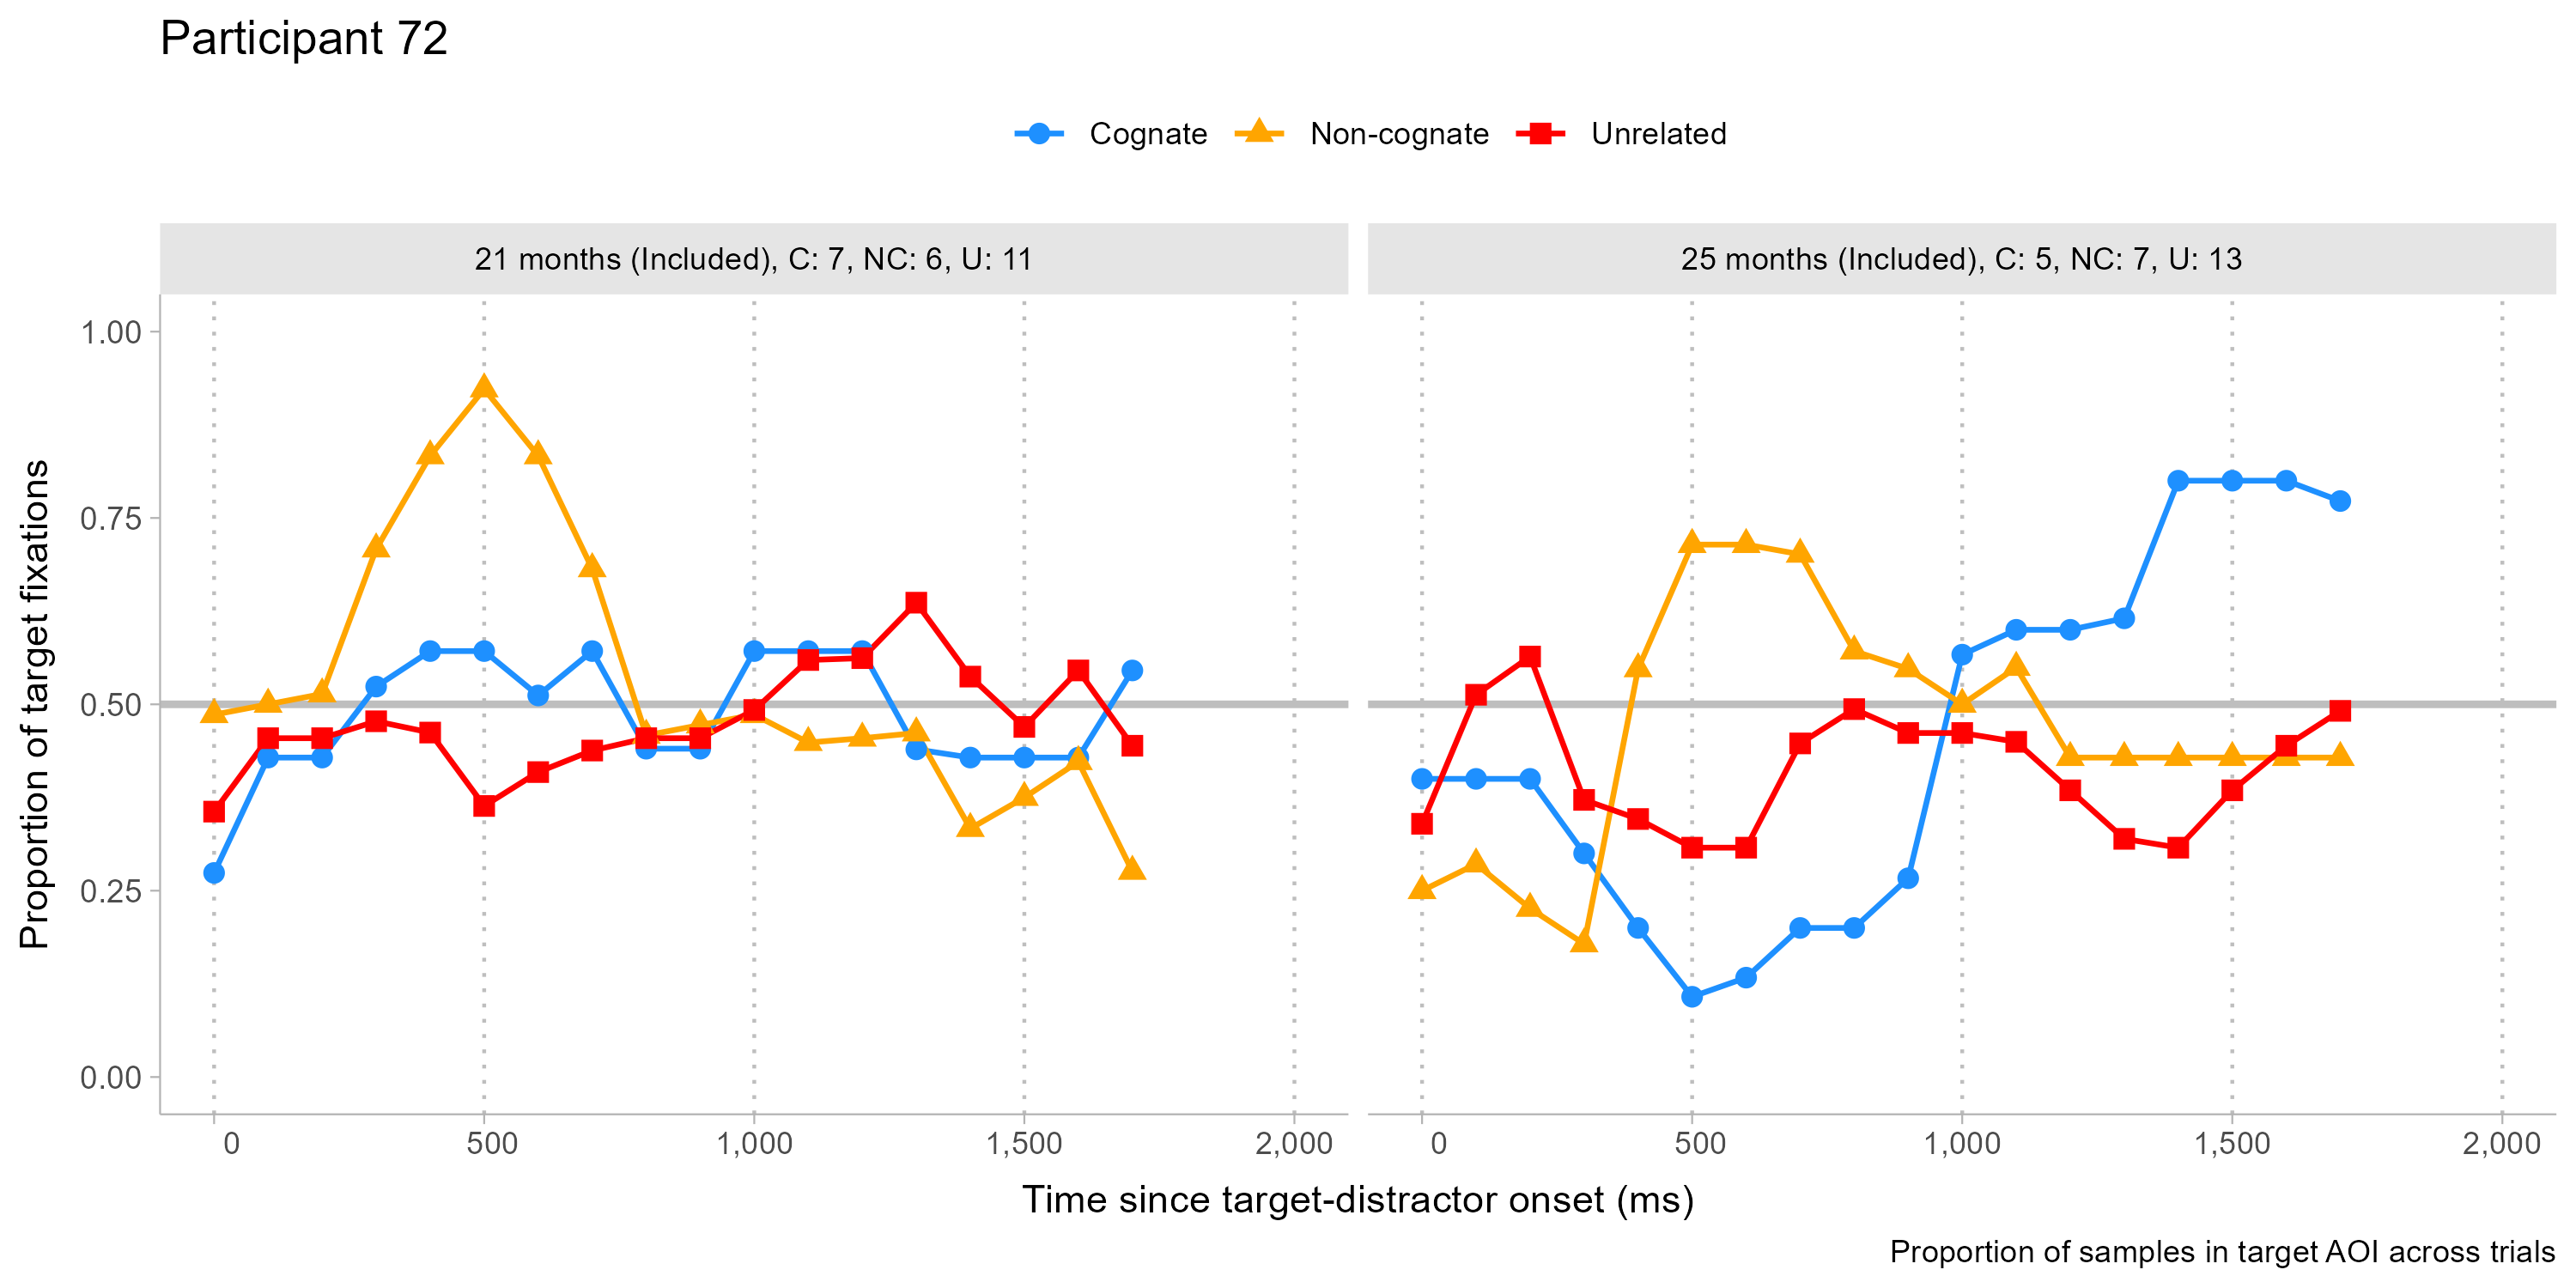 Participant 72
Cognate Non-cognate Unrelated
21 months (Included), C: 7, NC: 6, U: 11
25 months (Included), C: 5, NC: 7, U: 13
Proportion of target fixations
1.00
0.75
0.50
0.25
0.00
0 500 1,000 1,500 2,000
0 500 1,000 1,500 2,000
Time since target-distractor onset (ms)
Proportion of samples in target AOI across trials